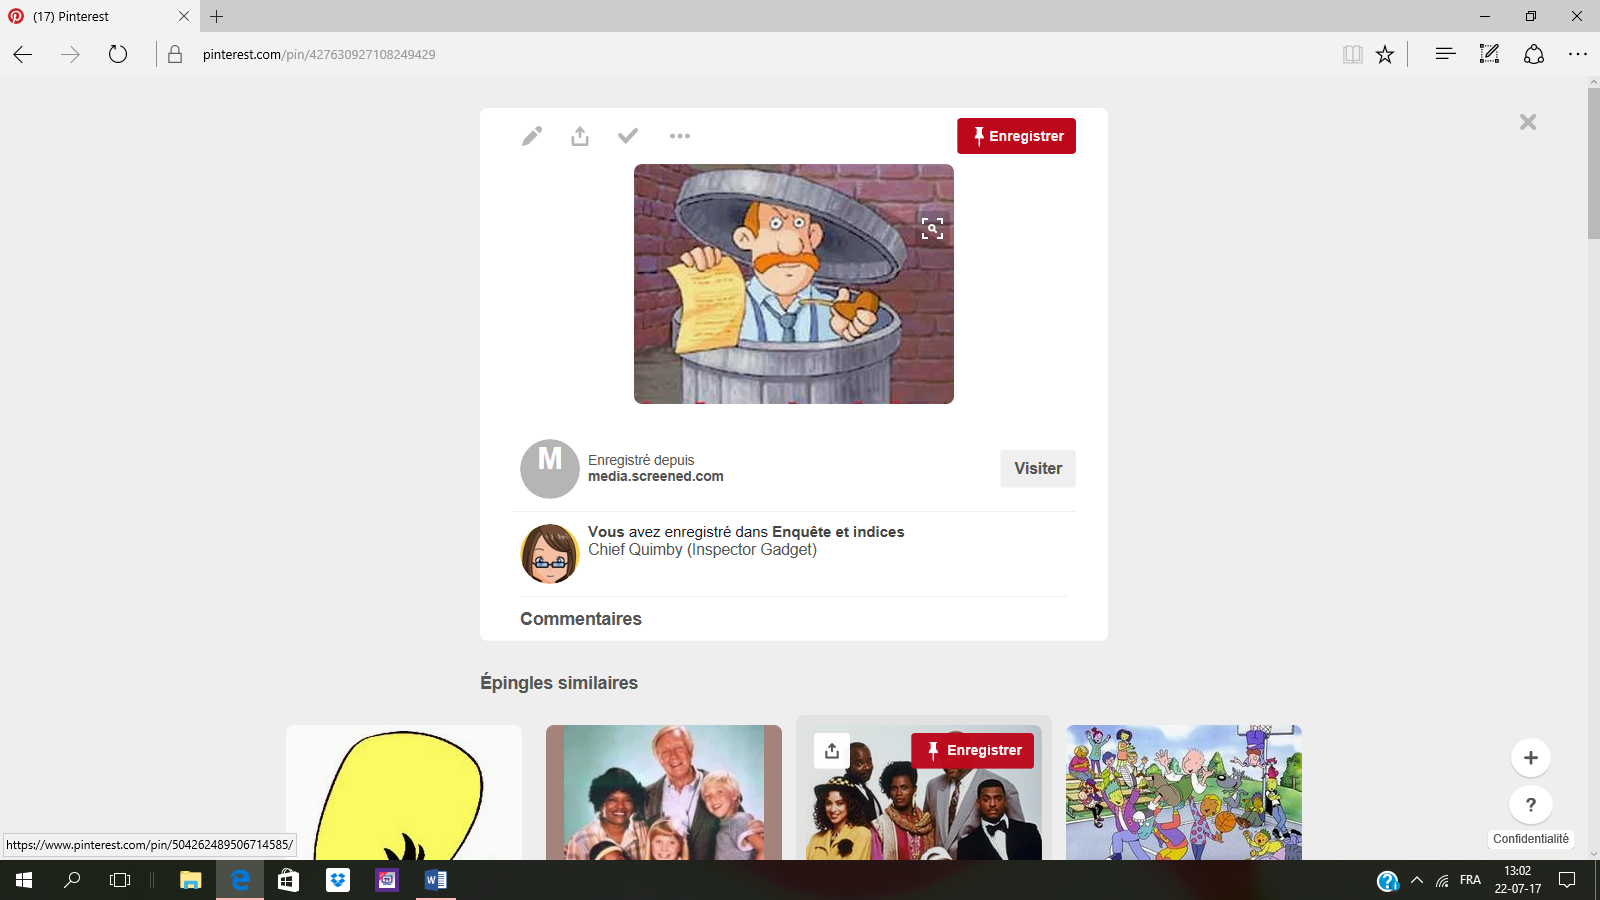 (17) Pinterest
pinterest.com/pin/427630927108249429
Enregistrer
M
Enregistré depuis
media.screened.com
Visiter
Vous avez enregistré dans Enquête et indices
Chief Quimby (Inspector Gadget)
Commentaires
Épingles similaires
Enregistrer
+
?
Confidentialité
https://www.pinterest.com/pin/504262489506714585/
FRA
13:02
22-07-17